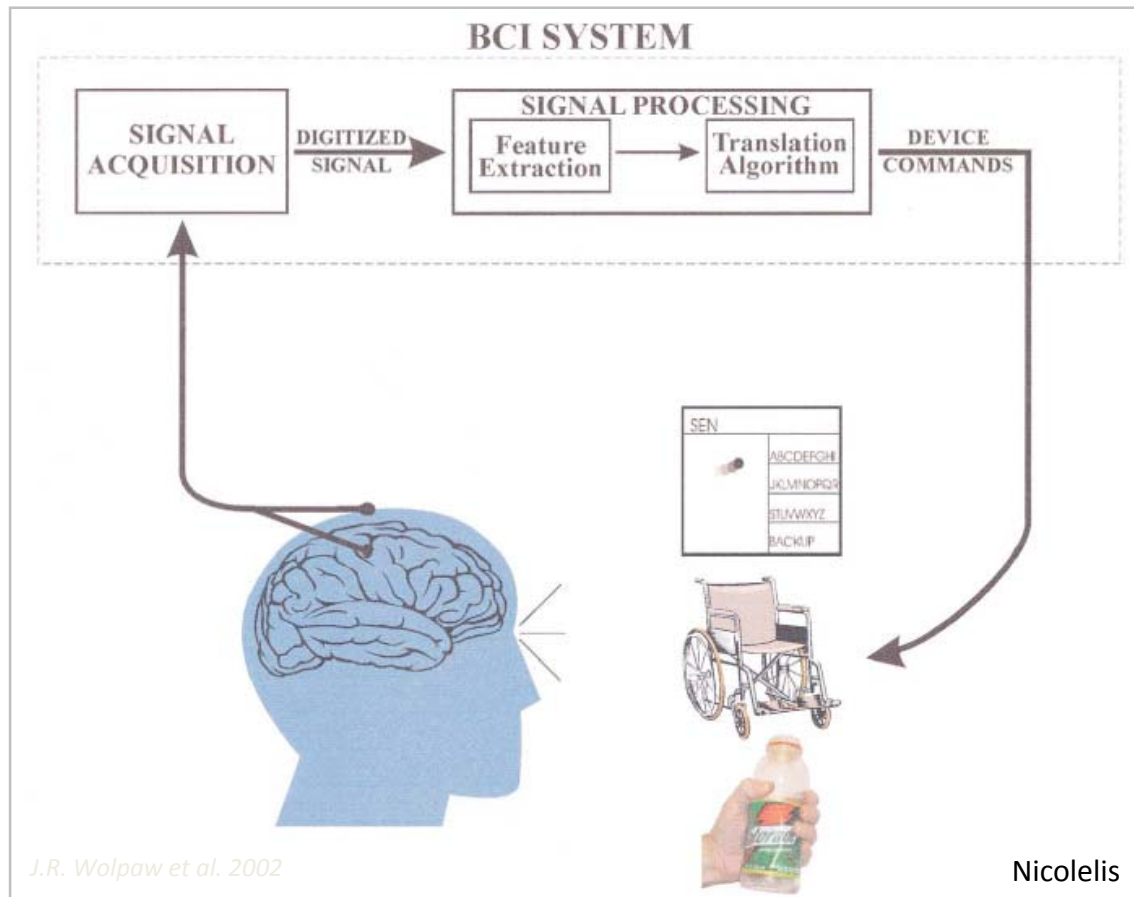 BCI SYSTEM
SIGNAL
ACQUISITION
DIGITIZED
SIGNAL
SIGNAL PROCESSING
Feature
Extraction
Translation
Algorithm
DEVICE
COMMANDS
SEN
ABCDEFGHI
JKLMNOPQR
STUVWXYZ
BACKUP
J.R. Wolpaw et al. 2002
Nicolelis